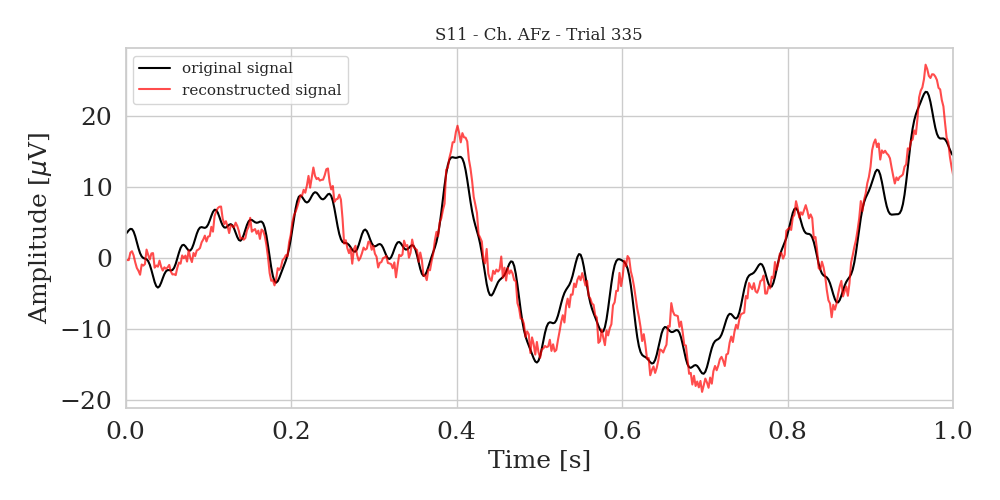 S11 - Ch. AFz - Trial 335
original signal
reconstructed signal
Amplitude [μV]
20
10
0
−10
−20
0.0 0.2 0.4 0.6 0.8 1.0
Time [s]